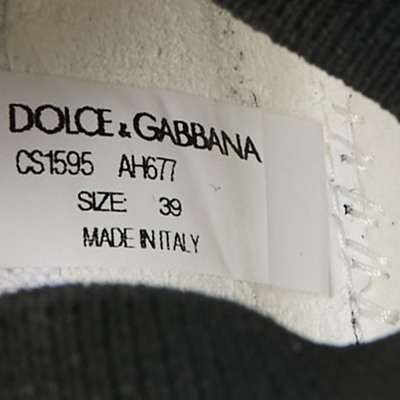 DOLCE & GABBANA
CS1595 AH677
SIZE: 39
MADE IN ITALY